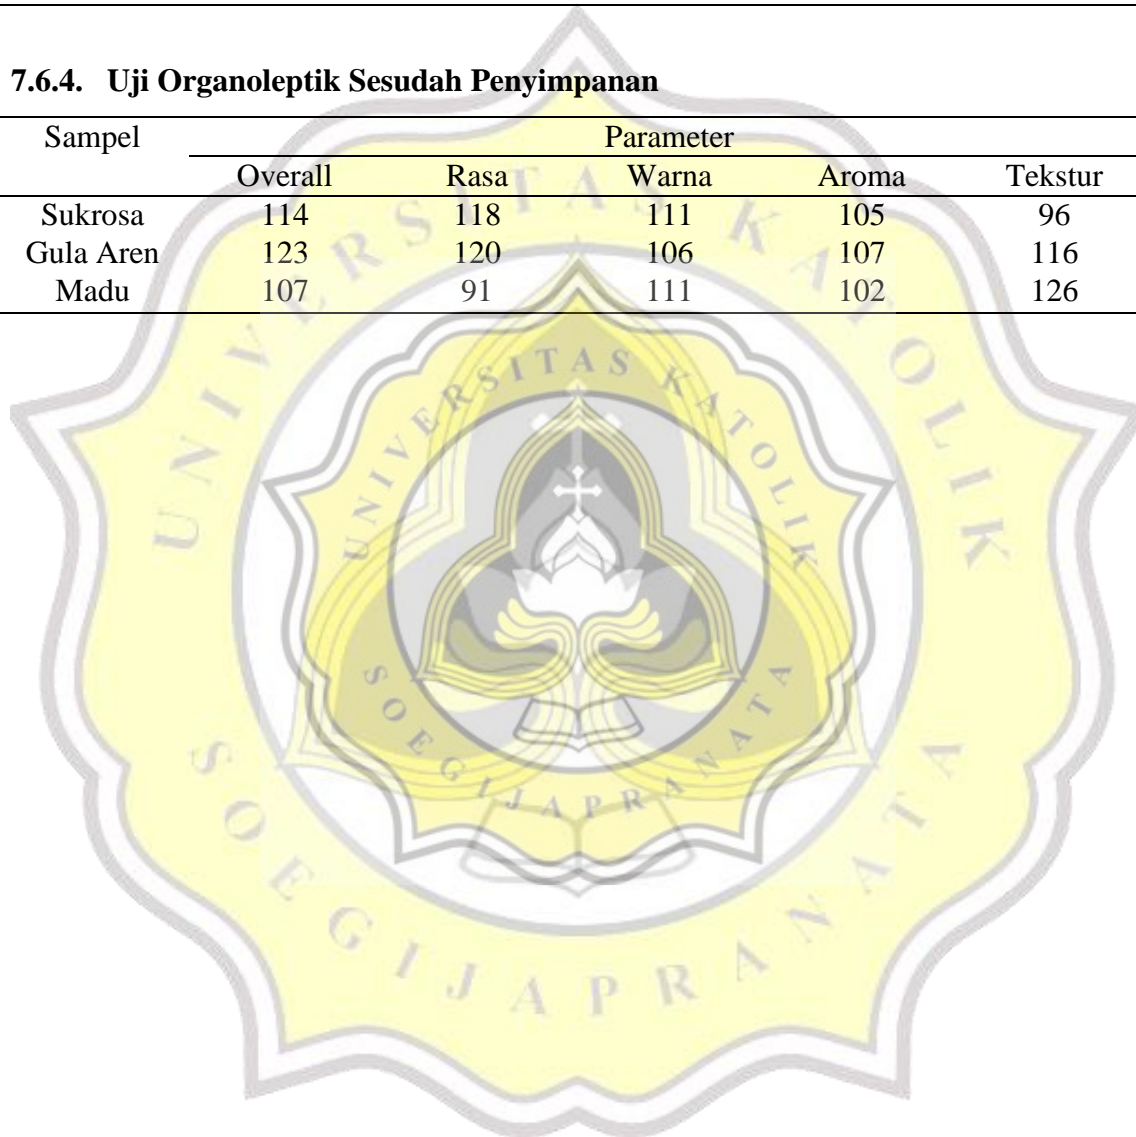 7.6.4. Uji Organoleptik Sesudah Penyimpanan
Sampel Parameter
Overall Rasa Warna Aroma Tekstur
Sukrosa 114 118 111 105 96
Gula Aren 123 120 106 107 116
Madu 107 91 111 102 126
UNIVERSITAS KATOLIK
SOEGIJAPRANATA
UNIVERSITAS KATOLIK
SOEGIJAPRANATA